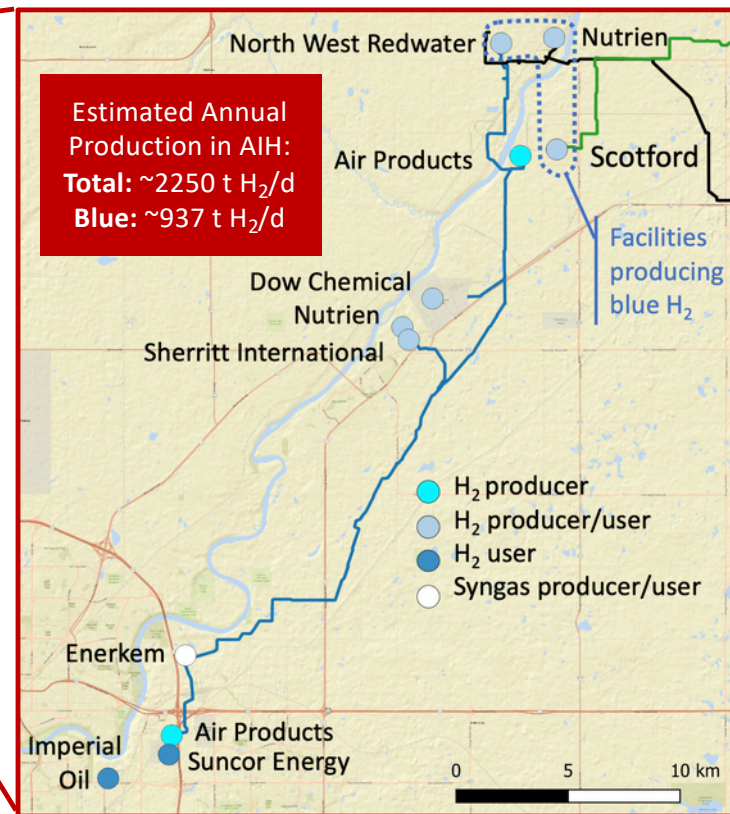 North West Redwater
Nutrien
Estimated Annual
Production in AIH:
Total: ~2250 t H₂/d
Blue: ~937 t H₂/d
Air Products
Scotford
Facilities
producing
blue H₂
Dow Chemical
Nutrien
Sherritt International
H₂ producer
H₂ producer/user
H₂ user
Syngas producer/user
Enerkem
Air Products
Suncor Energy
Imperial
Oil
0 5 10 km